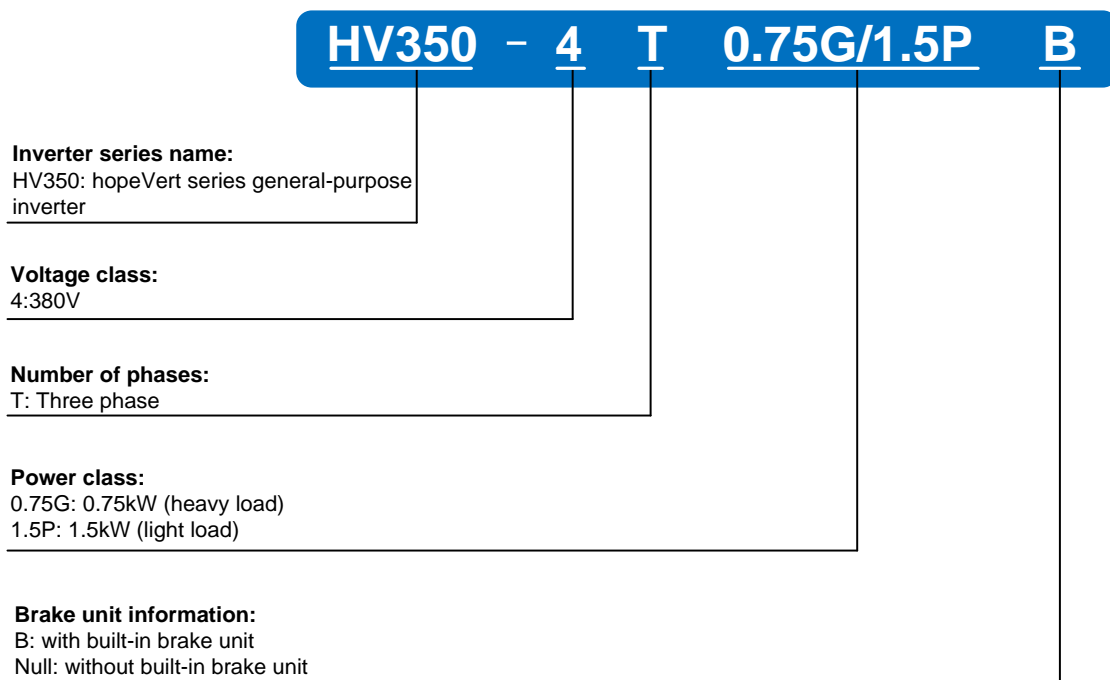 HV350 - 4 T 0.75G/1.5P B
Inverter series name:
HV350: hopeVert series general-purpose
inverter
Voltage class:
4:380V
Number of phases:
T: Three phase
Power class:
0.75G: 0.75kW (heavy load)
1.5P: 1.5kW (light load)
Brake unit information:
B: with built-in brake unit
Null: without built-in brake unit